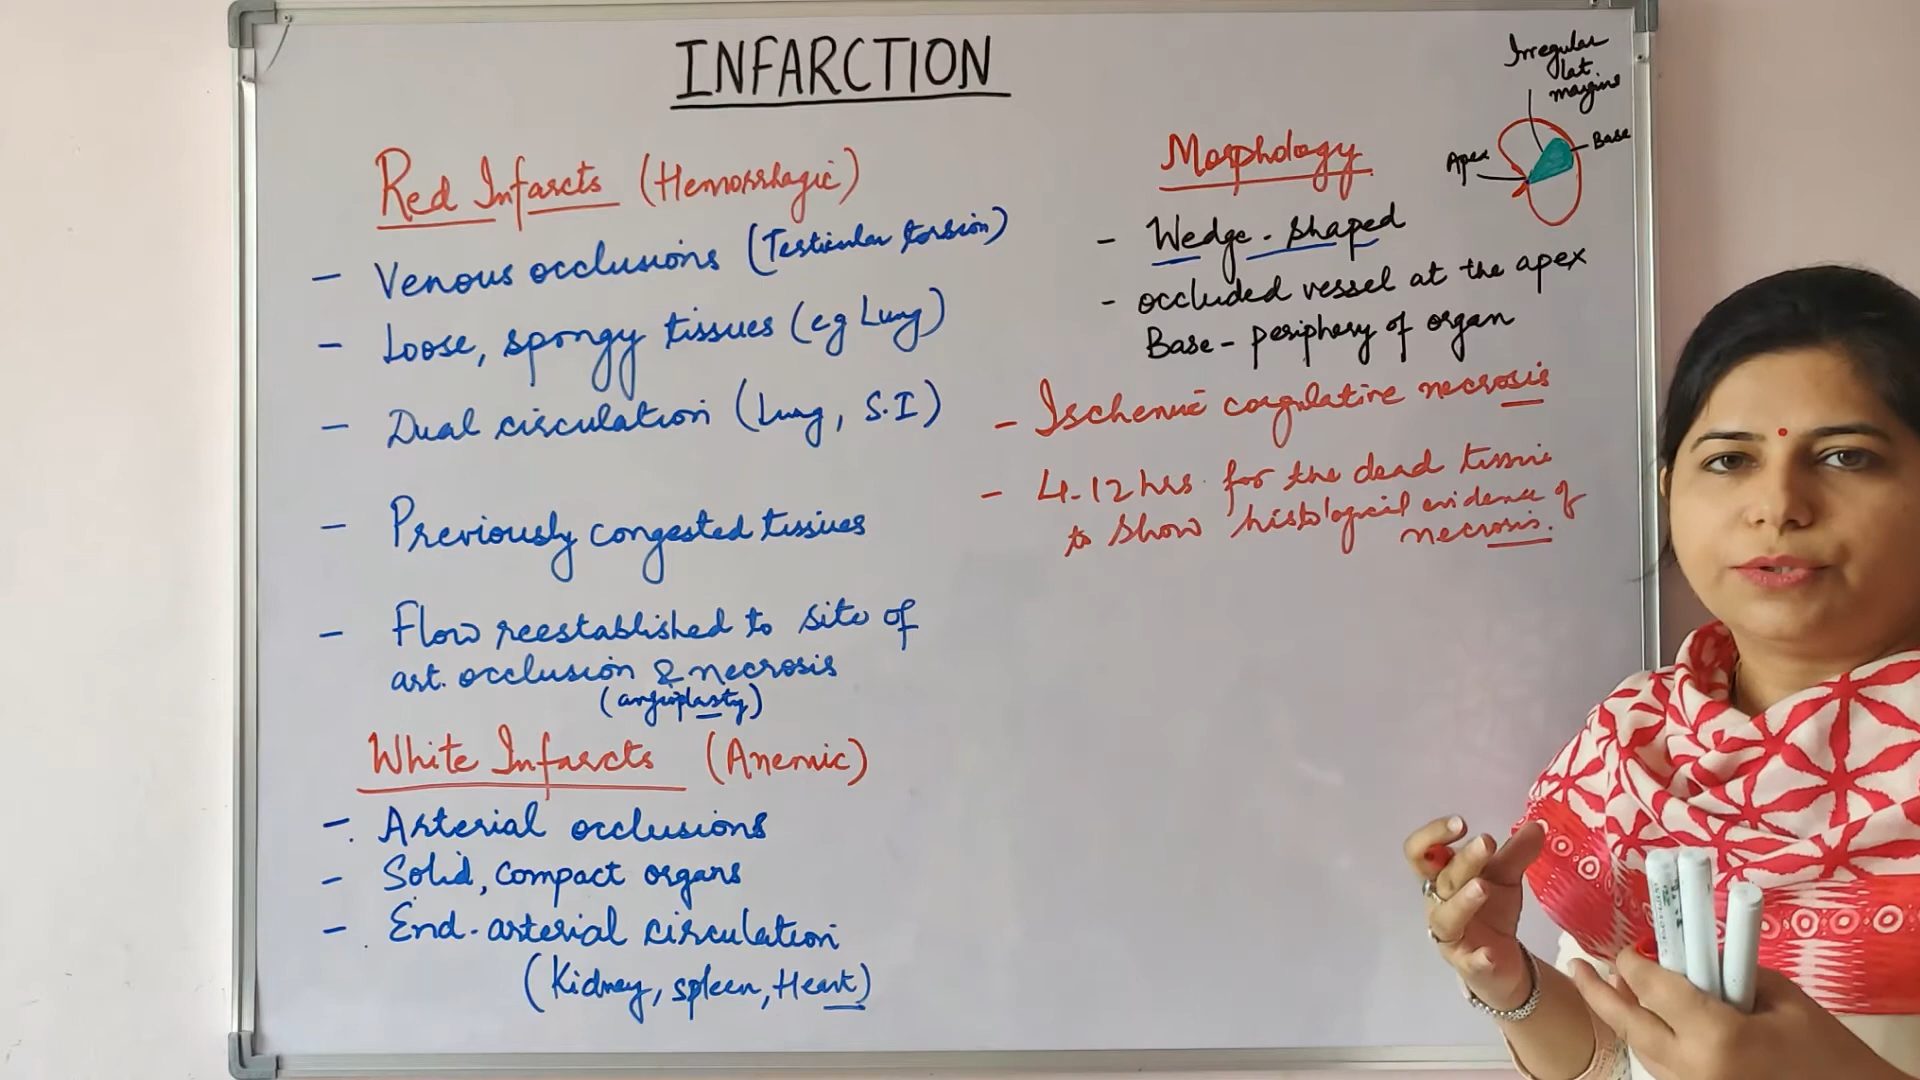 INFARCTION
Red Infarcts (Hemorrhagic)
- Venous occlusions (Testicular torsion)
- Loose, spongy tissues (eg Lung)
- Dual circulation (Lung, S.I)
- Previously congested tissues
- Flow reestablished to site of
art. occlusion & necrosis
(angioplasty)
White Infarcts (Anemic)
- Arterial occlusions
- Solid, compact organs
- End-arterial circulation
(Kidney, spleen, Heart)
Morphology
- Wedge-shaped
- occluded vessel at the apex
Base - periphery of organ
- Ischemic coagulative necrosis
- 4-12 hrs. for the dead tissue
to show histological evidence of
necrosis.
Irregular
lat
margins
Apex
Base